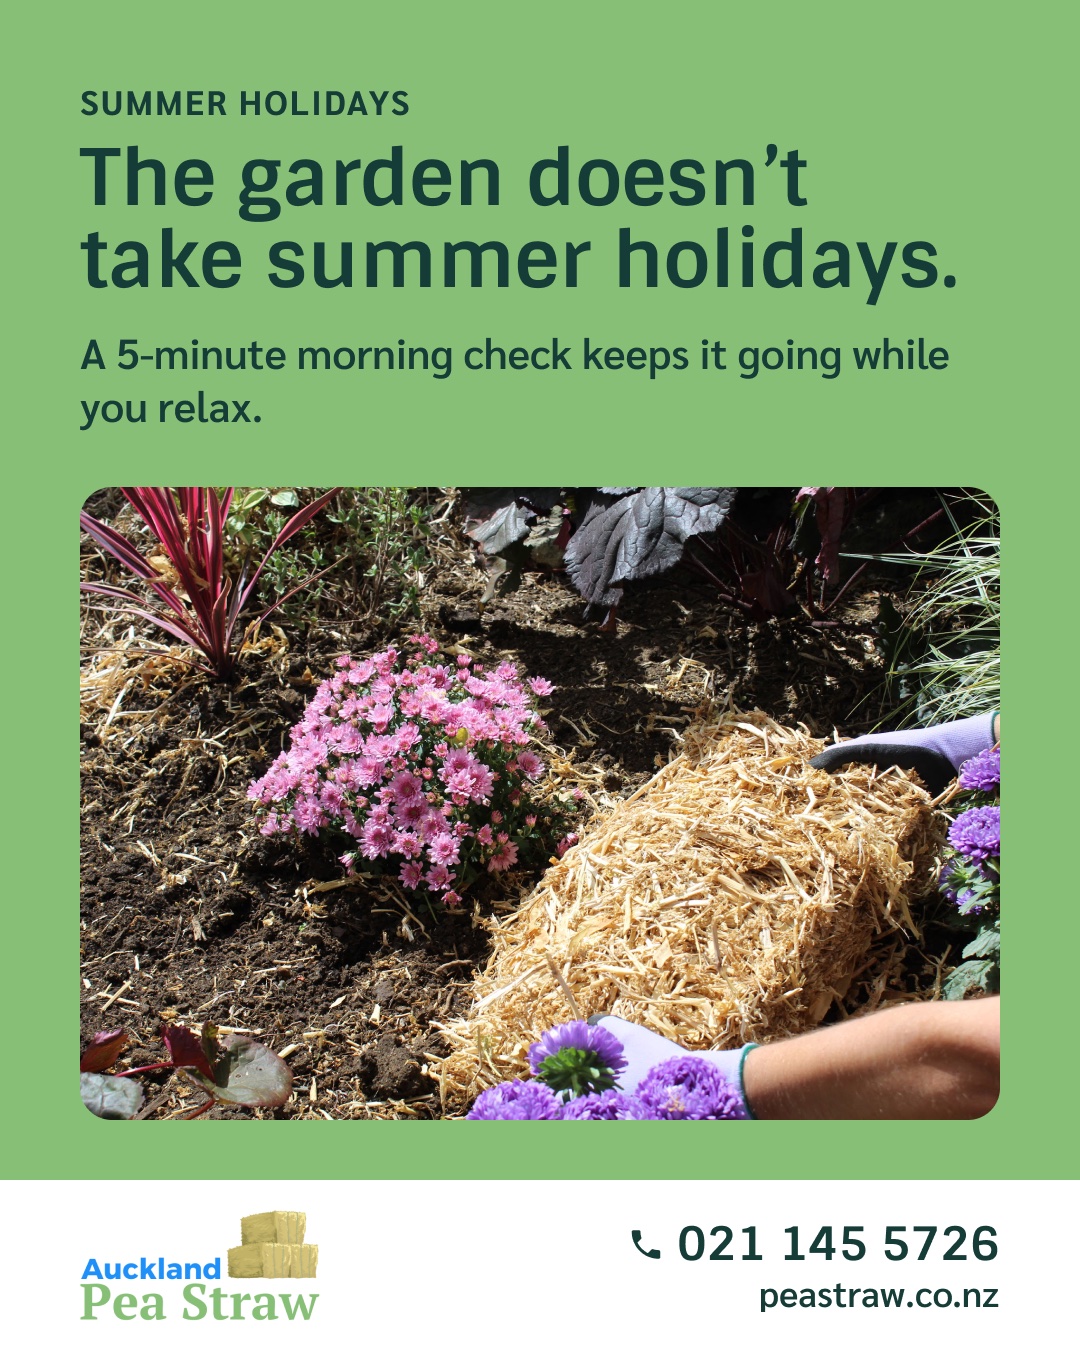 SUMMER HOLIDAYS
The garden doesn’t
take summer holidays.
A 5-minute morning check keeps it going while
you relax.
Auckland
Pea Straw
021 145 5726
peastraw.co.nz